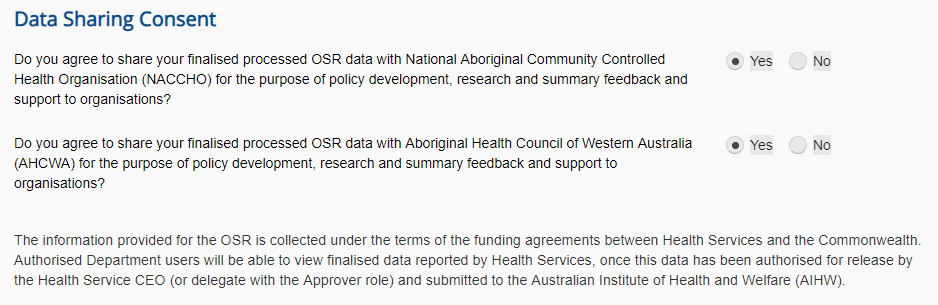 Data Sharing Consent
Do you agree to share your finalised processed OSR data with National Aboriginal Community Controlled
Health Organisation (NACCHO) for the purpose of policy development, research and summary feedback and
support to organisations?
Yes No
Do you agree to share your finalised processed OSR data with Aboriginal Health Council of Western Australia
(AHCWA) for the purpose of policy development, research and summary feedback and support to
organisations?
Yes No
The information provided for the OSR is collected under the terms of the funding agreements between Health Services and the Commonwealth.
Authorised Department users will be able to view finalised data reported by Health Services, once this data has been authorised for release by
the Health Service CEO (or delegate with the Approver role) and submitted to the Australian Institute of Health and Welfare (AIHW).